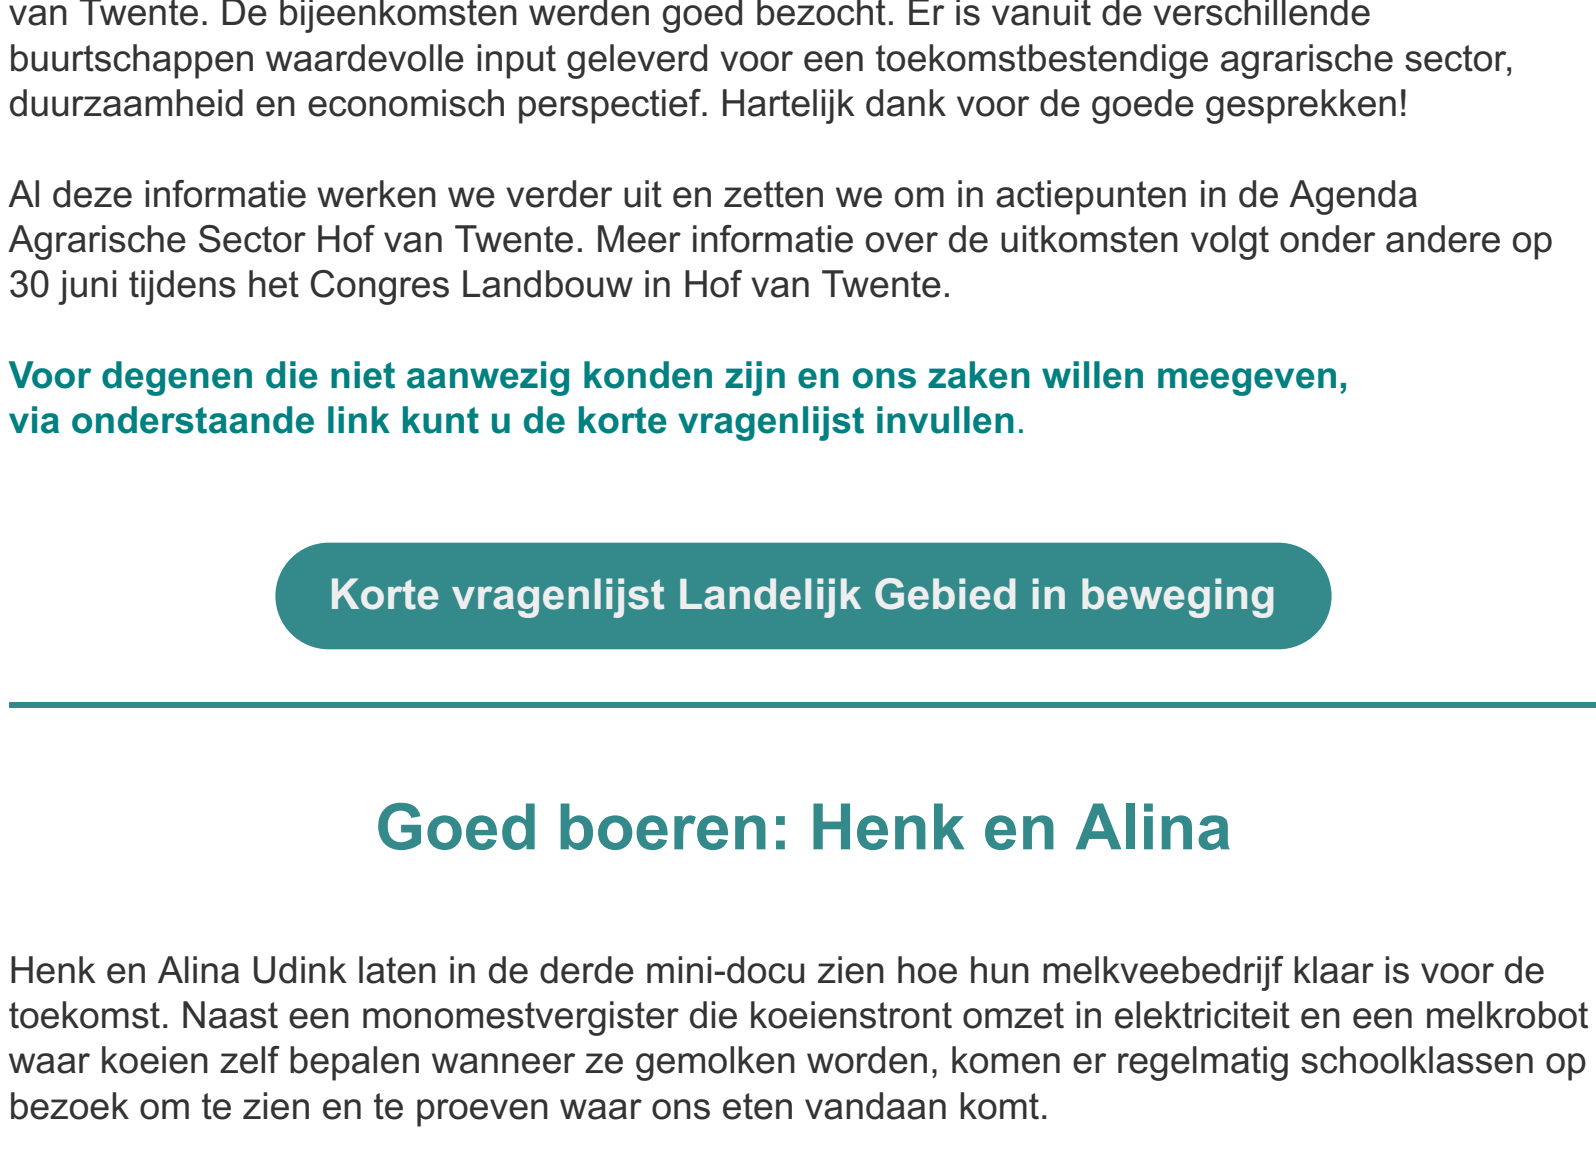 van Twente. De bijeenkomsten werden goed bezocht. Er is vanuit de verschillende
buurtschappen waardevolle input geleverd voor een toekomstbestendige agrarische sector,
duurzaamheid en economisch perspectief. Hartelijk dank voor de goede gesprekken!
Al deze informatie werken we verder uit en zetten we om in actiepunten in de Agenda
Agrarische Sector Hof van Twente. Meer informatie over de uitkomsten volgt onder andere op
30 juni tijdens het Congres Landbouw in Hof van Twente.
Voor degenen die niet aanwezig konden zijn en ons zaken willen meegeven,
via onderstaande link kunt u de korte vragenlijst invullen.
Korte vragenlijst Landelijk Gebied in beweging
Goed boeren: Henk en Alina
Henk en Alina Udink laten in de derde mini-docu zien hoe hun melkveebedrijf klaar is voor de
toekomst. Naast een monomestvergister die koeienstront omzet in elektriciteit en een melkrobot
waar koeien zelf bepalen wanneer ze gemolken worden, komen er regelmatig schoolklassen op
bezoek om te zien en te proeven waar ons eten vandaan komt.